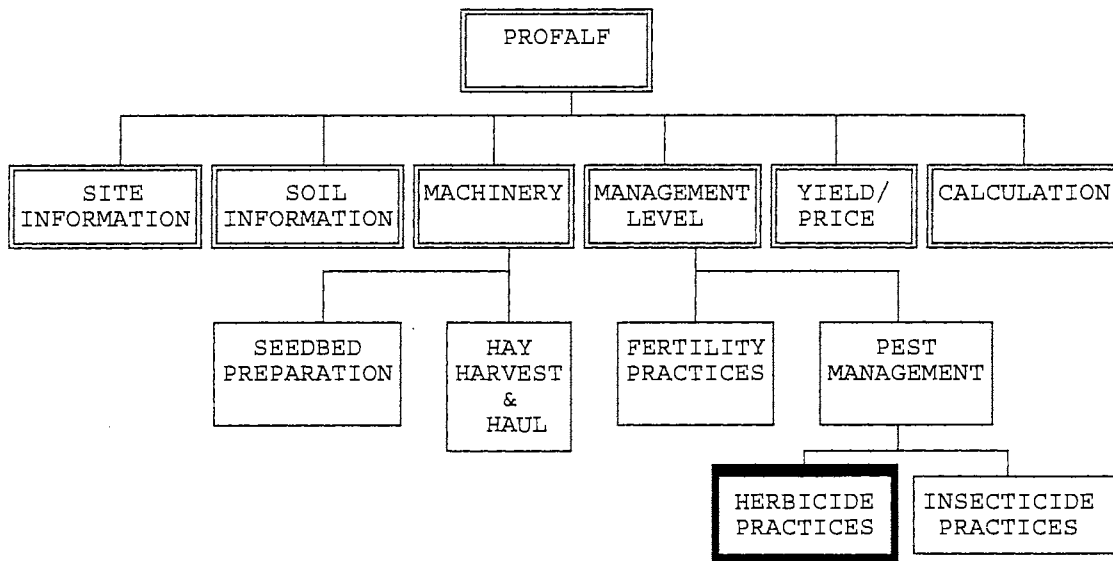 PROFALF
SITE
INFORMATION
SOIL
INFORMATION
MACHINERY
MANAGEMENT
LEVEL
YIELD/
PRICE
CALCULATION
SEEDBED
PREPARATION
HAY
HARVEST
&
HAUL
FERTILITY
PRACTICES
PEST
MANAGEMENT
HERBICIDE
PRACTICES
INSECTICIDE
PRACTICES